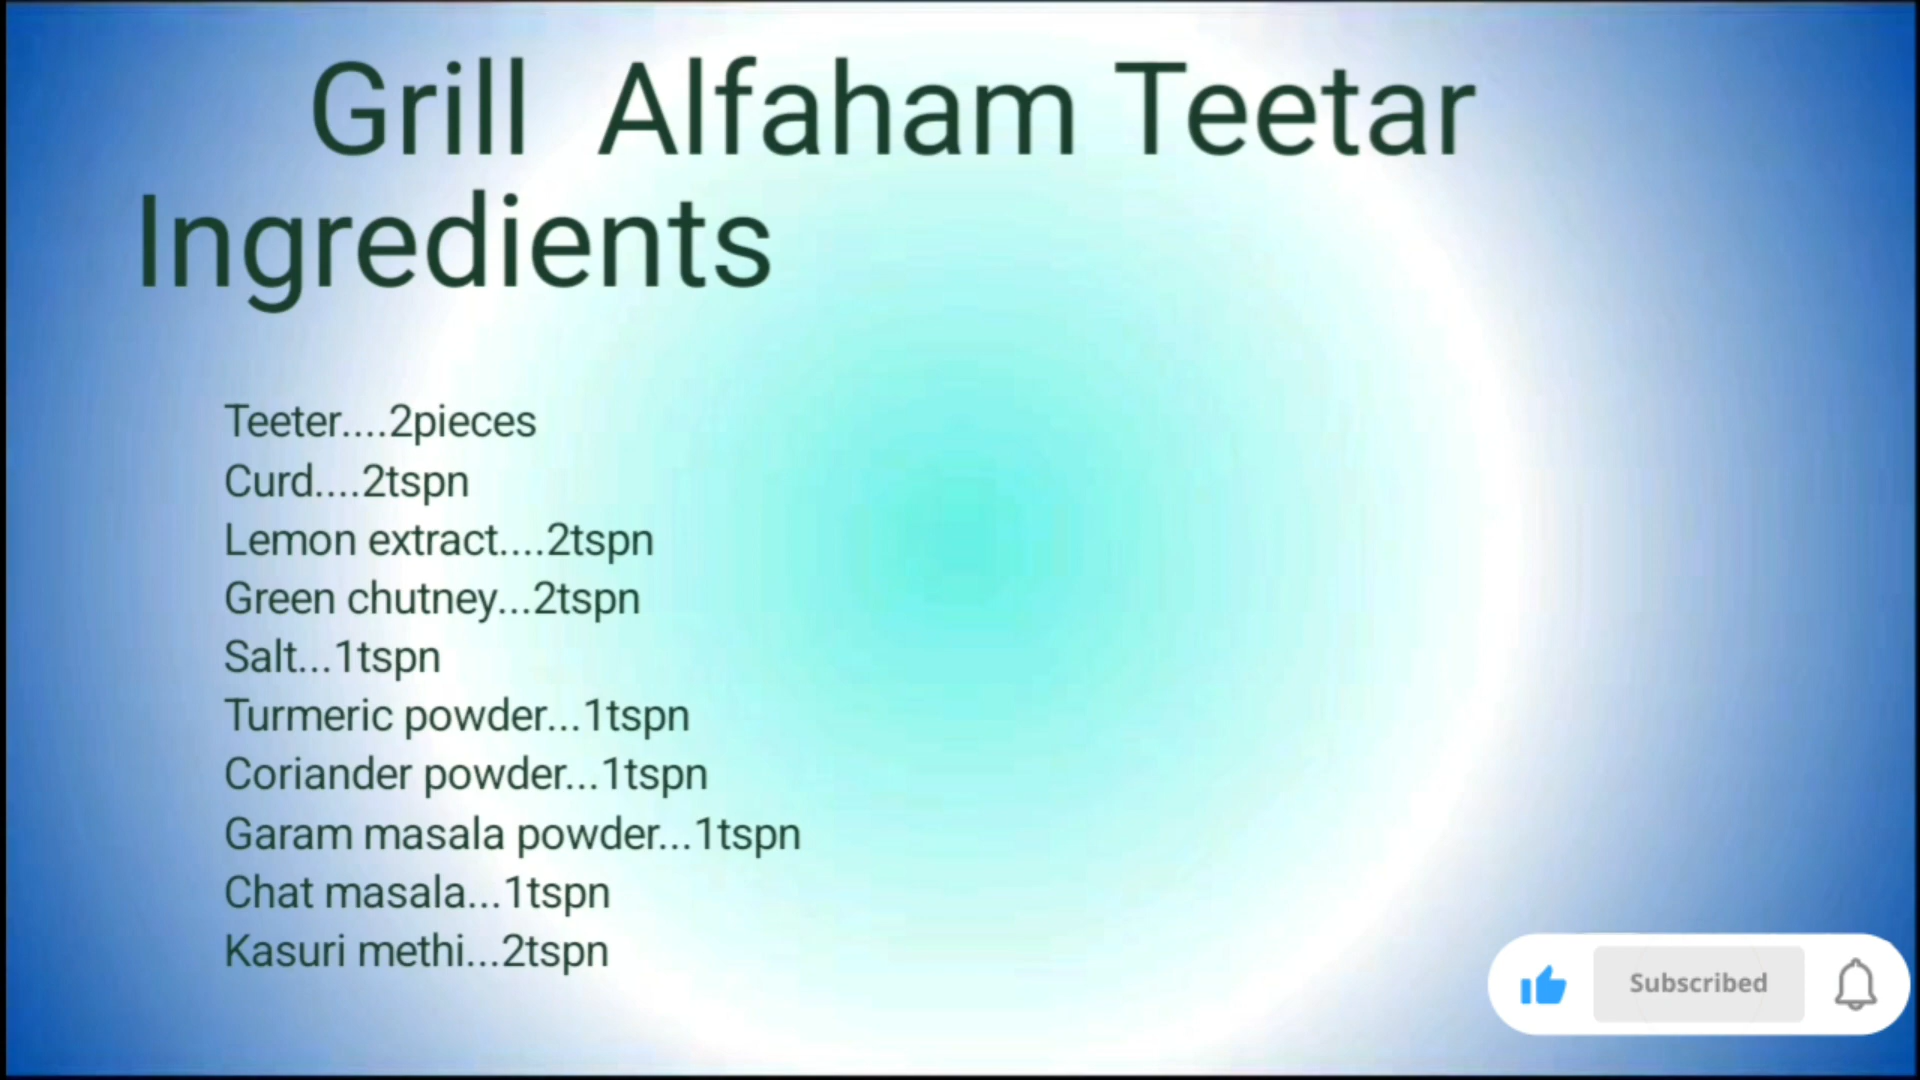 Grill Alfaham Teetar
Ingredients
Teeter....2pieces
Curd....2tspn
Lemon extract....2tspn
Green chutney...2tspn
Salt...1tspn
Turmeric powder...1tspn
Coriander powder...1tspn
Garam masala powder...1tspn
Chat masala...1tspn
Kasuri methi...2tspn
Subscribed